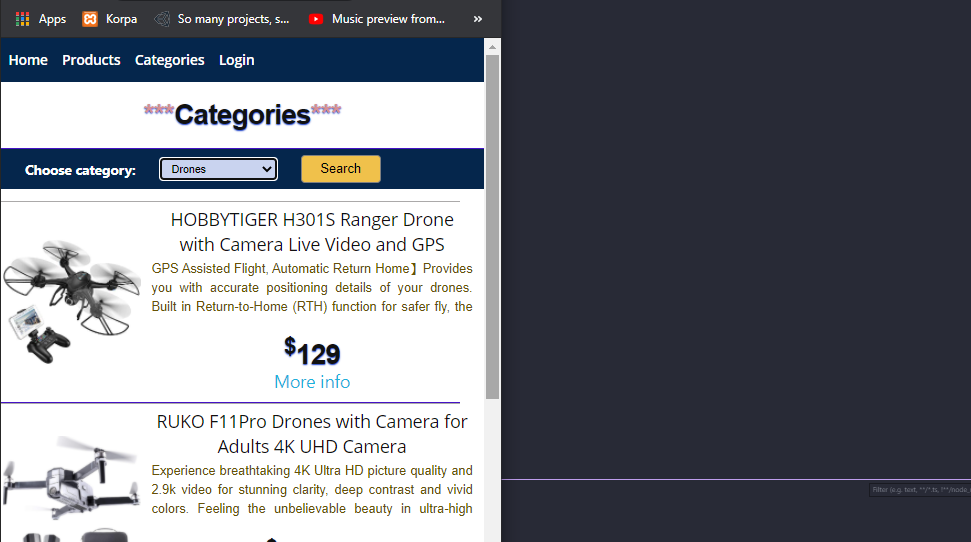 Apps Korpa So many projects, s... Music preview from... »
Home Products Categories Login
***Categories***
Choose category: Drones Search
HOBBYTIGER H301S Ranger Drone
with Camera Live Video and GPS
GPS Assisted Flight, Automatic Return Home】Provides
you with accurate positioning details of your drones.
Built in Return-to-Home (RTH) function for safer fly, the
$129
More info
RUKO F11Pro Drones with Camera for
Adults 4K UHD Camera
Experience breathtaking 4K Ultra HD picture quality and
2.9k video for stunning clarity, deep contrast and vivid
colors. Feeling the unbelievable beauty in ultra-high
Filter (e.g. text, **/*.ts, !**/node_